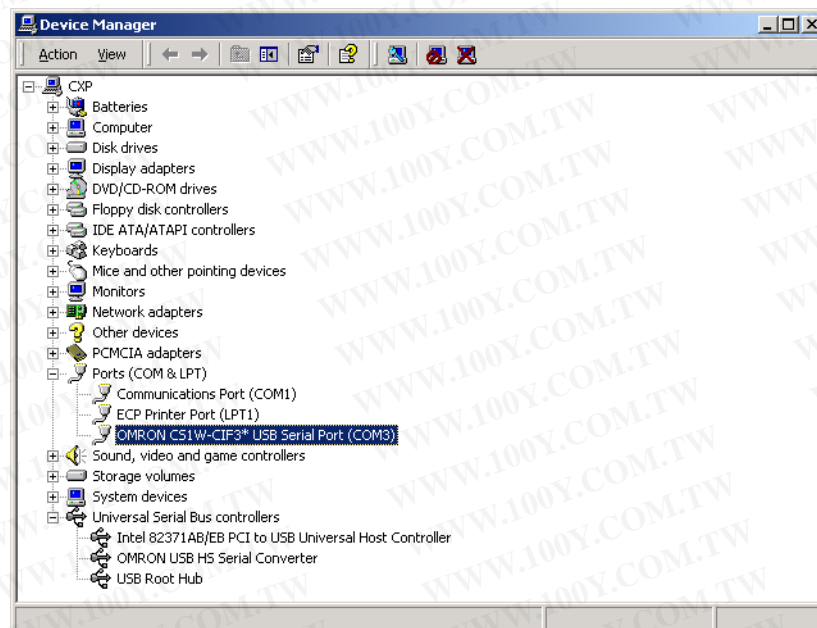 Device Manager
Action View
CXP
Batteries
Computer
Disk drives
Display adapters
DVD/CD-ROM drives
Floppy disk controllers
IDE ATA/ATAPI controllers
Keyboards
Mice and other pointing devices
Monitors
Network adapters
Other devices
PCMCIA adapters
Ports (COM & LPT)
Communications Port (COM1)
ECP Printer Port (LPT1)
OMRON CS1W-CIF3* USB Serial Port (COM3)
Sound, video and game controllers
Storage volumes
System devices
Universal Serial Bus controllers
Intel 82371AB/EB PCI to USB Universal Host Controller
OMRON USB HS Serial Converter
USB Root Hub
WWW.100Y.COM.TW